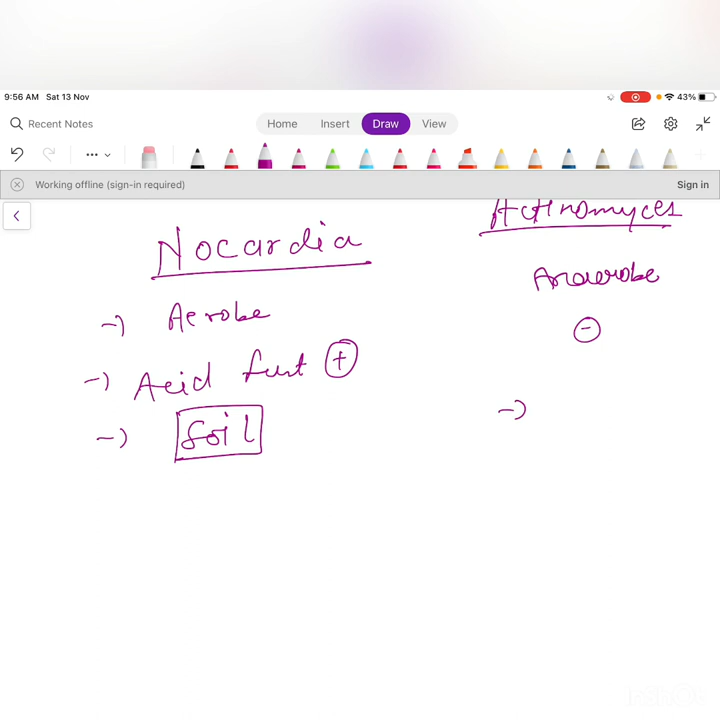 9:56 AM Sat 13 Nov 43%
Recent Notes Home Insert Draw View
Working offline (sign-in required) Sign in
Nocardia Actinomyces
→ Aerobe Anaerobe
→ Acid fast + −
→ Soil →